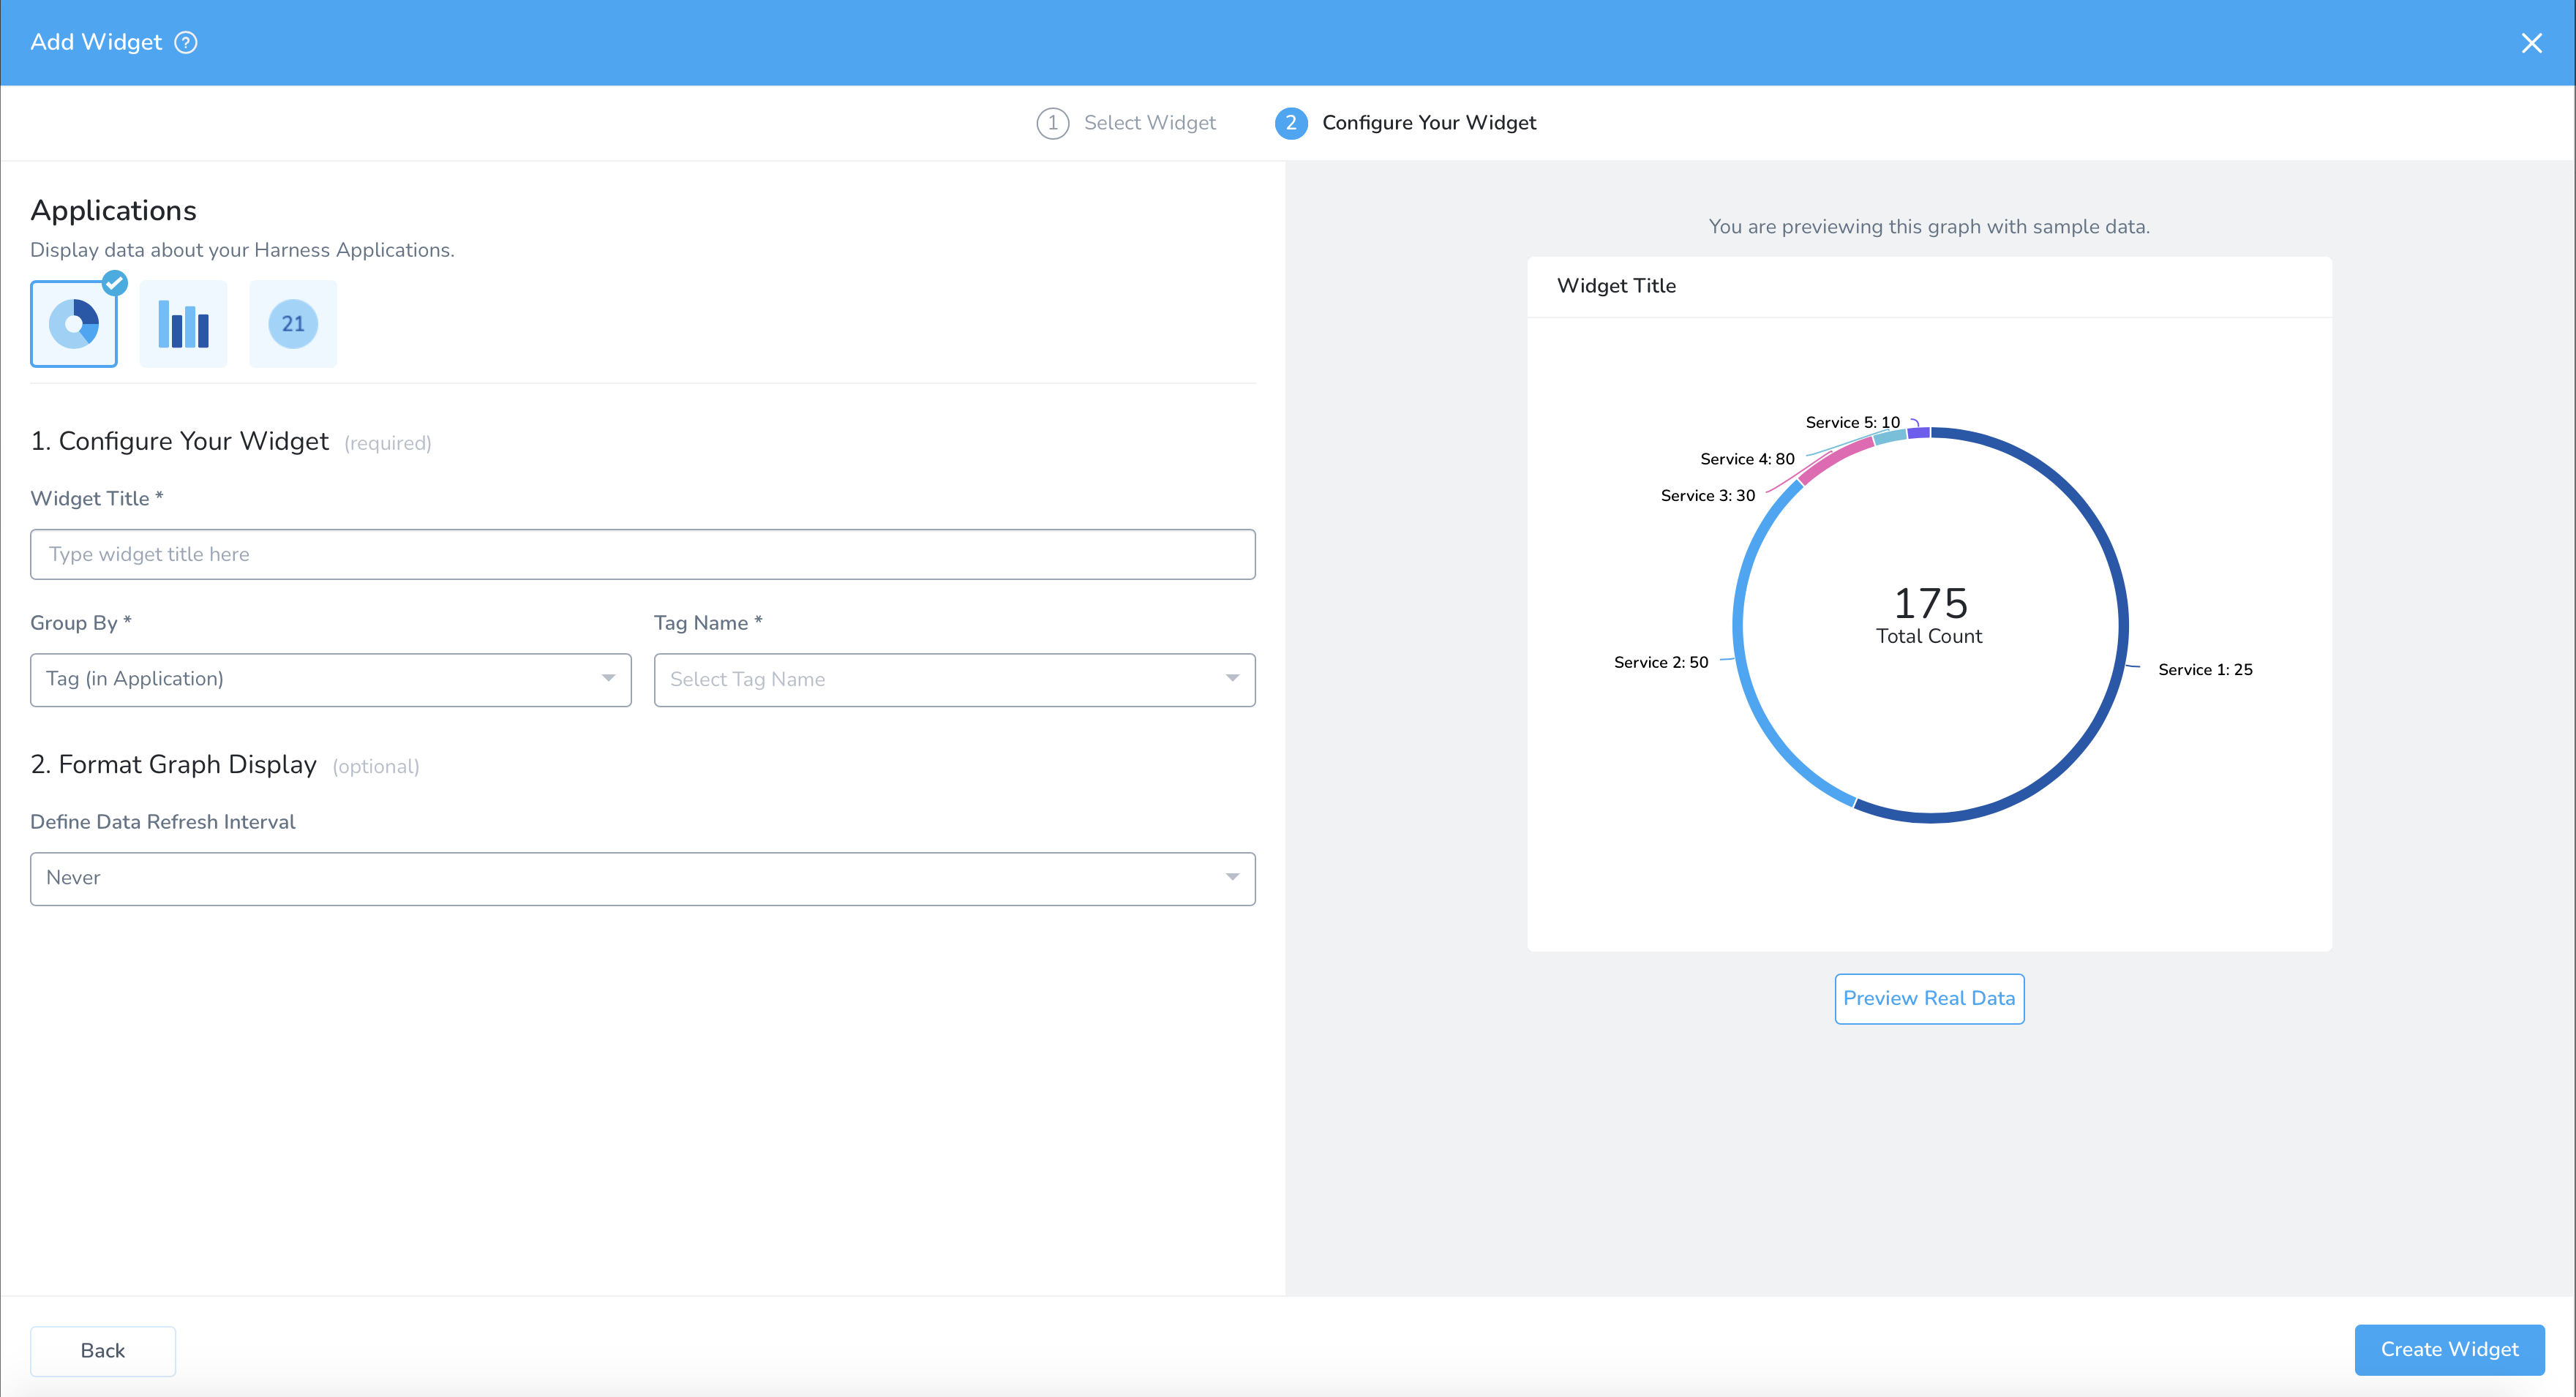 Add Widget ?
1 Select Widget 2 Configure Your Widget
Applications
Display data about your Harness Applications.
21
1. Configure Your Widget (required)
Widget Title *
Type widget title here
Group By * Tag Name *
Tag (in Application) Select Tag Name
2. Format Graph Display (optional)
Define Data Refresh Interval
Never
You are previewing this graph with sample data.
Widget Title
Service 5: 10
Service 4: 80
Service 3: 30
175
Total Count
Service 2: 50
Service 1: 25
Preview Real Data
Back
Create Widget